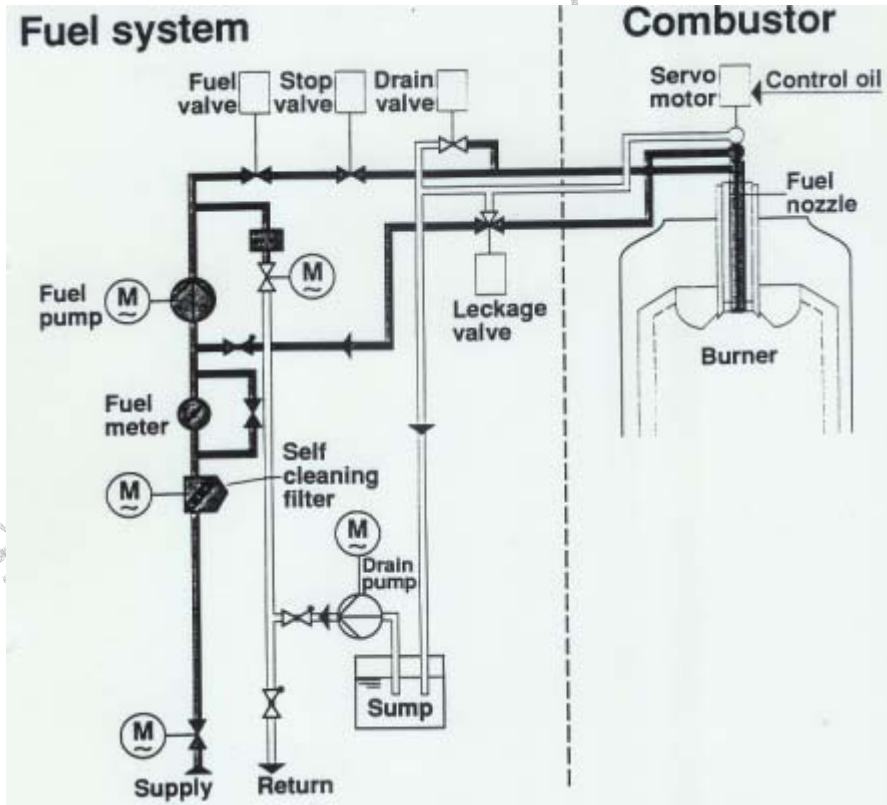 Fuel system
Combustor
Fuel
valve
Stop
valve
Drain
valve
Servo
motor
Control oil
Fuel
nozzle
M
~
Fuel
pump
M
~
Leckage
valve
Burner
Fuel
meter
Self
cleaning
filter
M
~
M
~
Drain
pump
Sump
M
~
Supply
Return